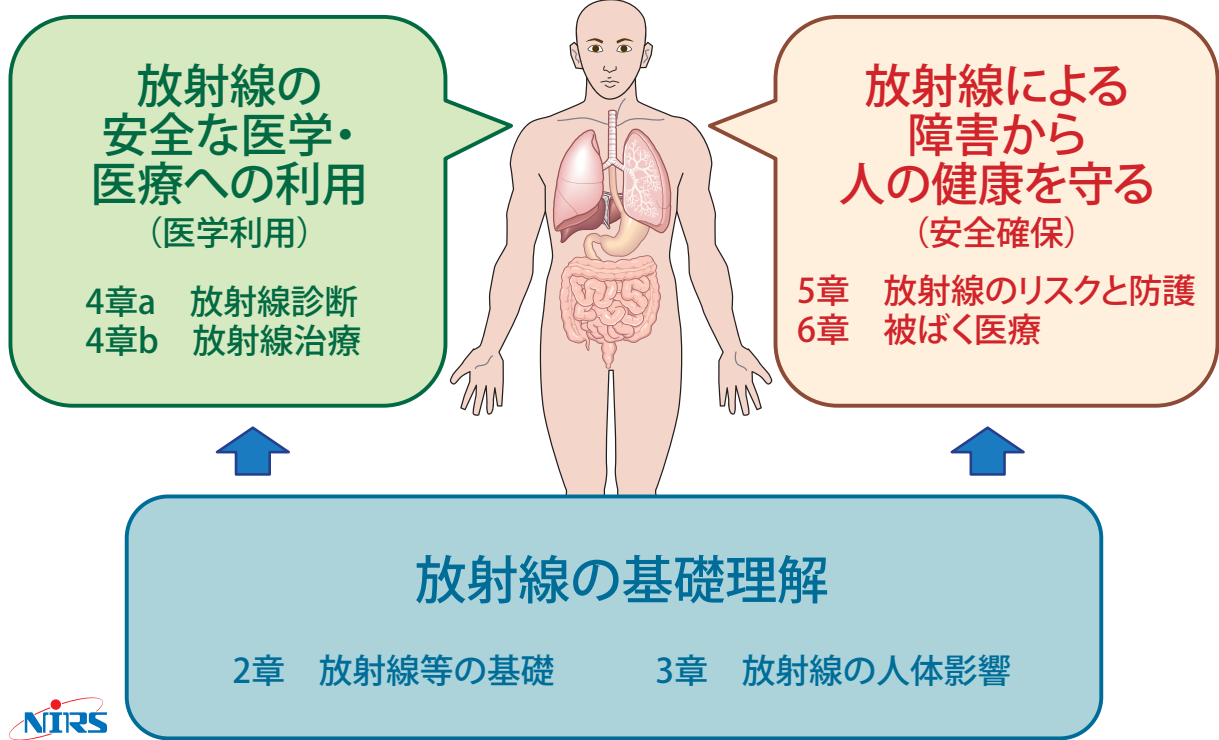 放射線の
安全な医学・
医療への利用
（医学利用）
4章a　放射線診断
4章b　放射線治療
放射線による
障害から
人の健康を守る
（安全確保）
5章　放射線のリスクと防護
6章　被ばく医療
放射線の基礎理解
2章　放射線等の基礎　　3章　放射線の人体影響
NIRS